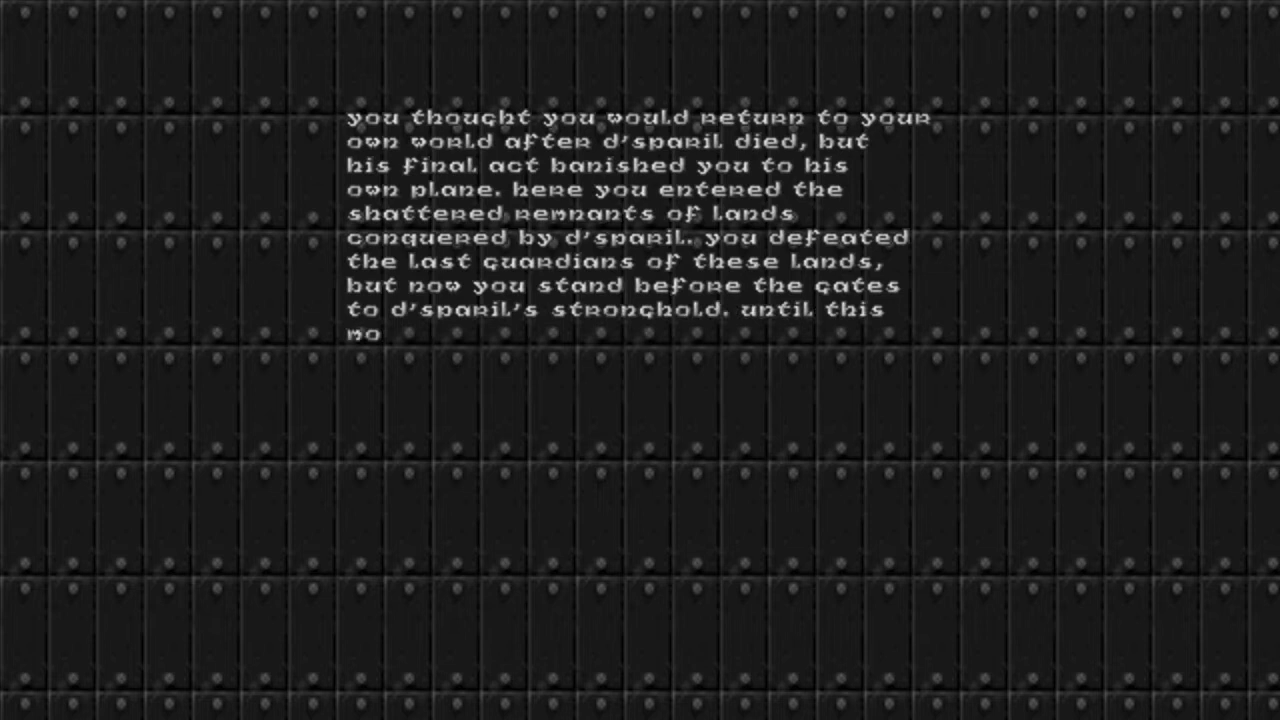 you thought you would return to your
own world after d'sparil died, but
his final act banished you to his
own plane. here you entered the
shattered remnants of lands
conquered by d'sparil. you defeated
the last guardians of these lands,
but now you stand before the gates
to d'sparil's stronghold. until this
mo